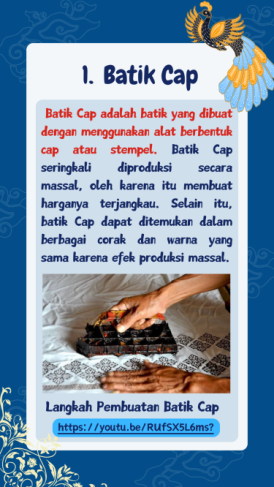 1. Batik Cap
Batik Cap adalah batik yang dibuat
dengan menggunakan alat berbentuk
cap atau stempel. Batik Cap
seringkali diproduksi secara
massal, oleh karena itu membuat
harganya terjangkau. Selain itu,
batik Cap dapat ditemukan dalam
berbagai corak dan warna yang
sama karena efek produksi massal.
Langkah Pembuatan Batik Cap
https://youtu.be/RUfSX5L6ms?